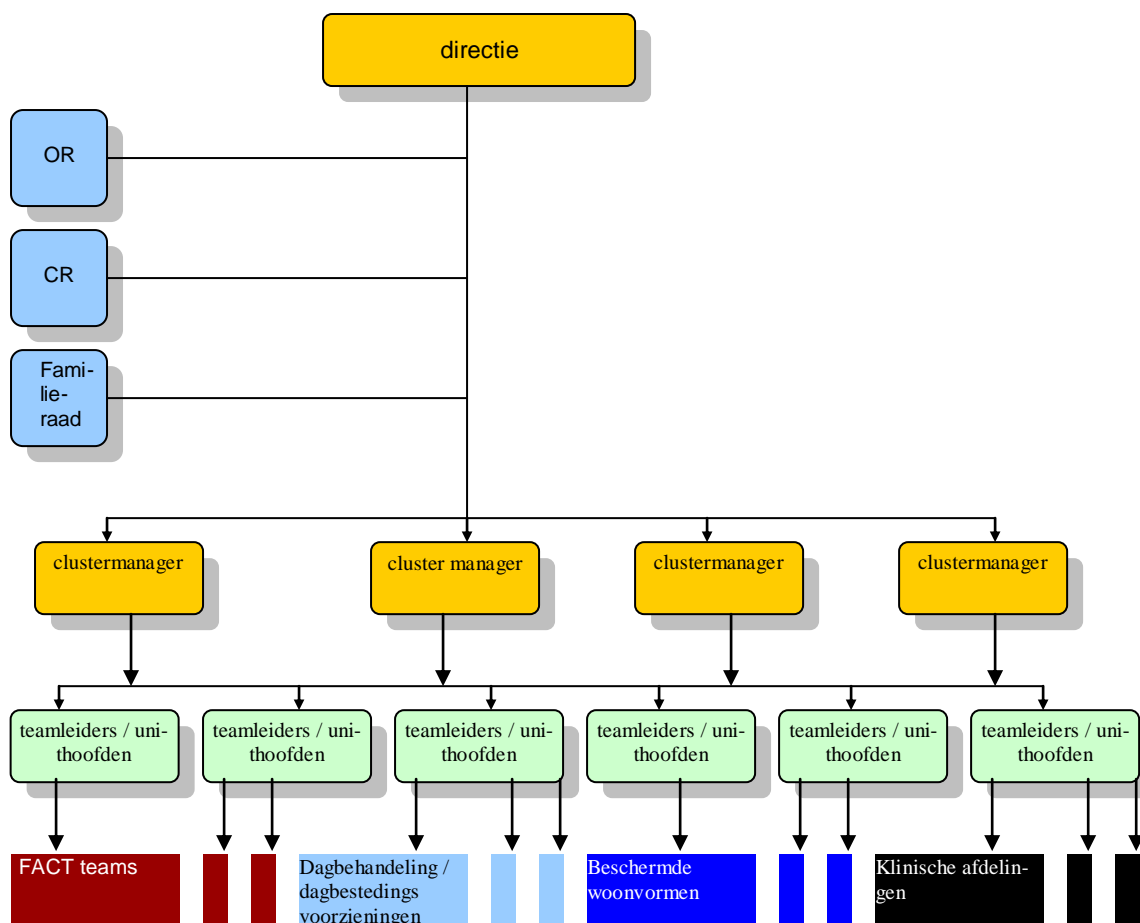 directie
OR
CR
Fami-
lie-
raad
clustermanager
cluster manager
clustermanager
clustermanager
teamleiders / uni-
thoofden
teamleiders / uni-
thoofden
teamleiders / uni-
thoofden
teamleiders / uni-
thoofden
teamleiders / uni-
thoofden
teamleiders / uni-
thoofden
FACT teams
Dagbehandeling /
dagbestedings
voorzieningen
Beschermde
woonvormen
Klinische afdelin-
gen